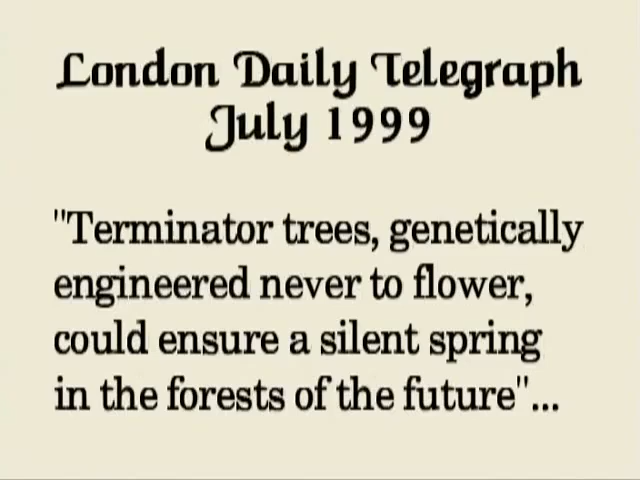 London Daily Telegraph
July 1999
"Terminator trees, genetically
engineered never to flower,
could ensure a silent spring
in the forests of the future"...